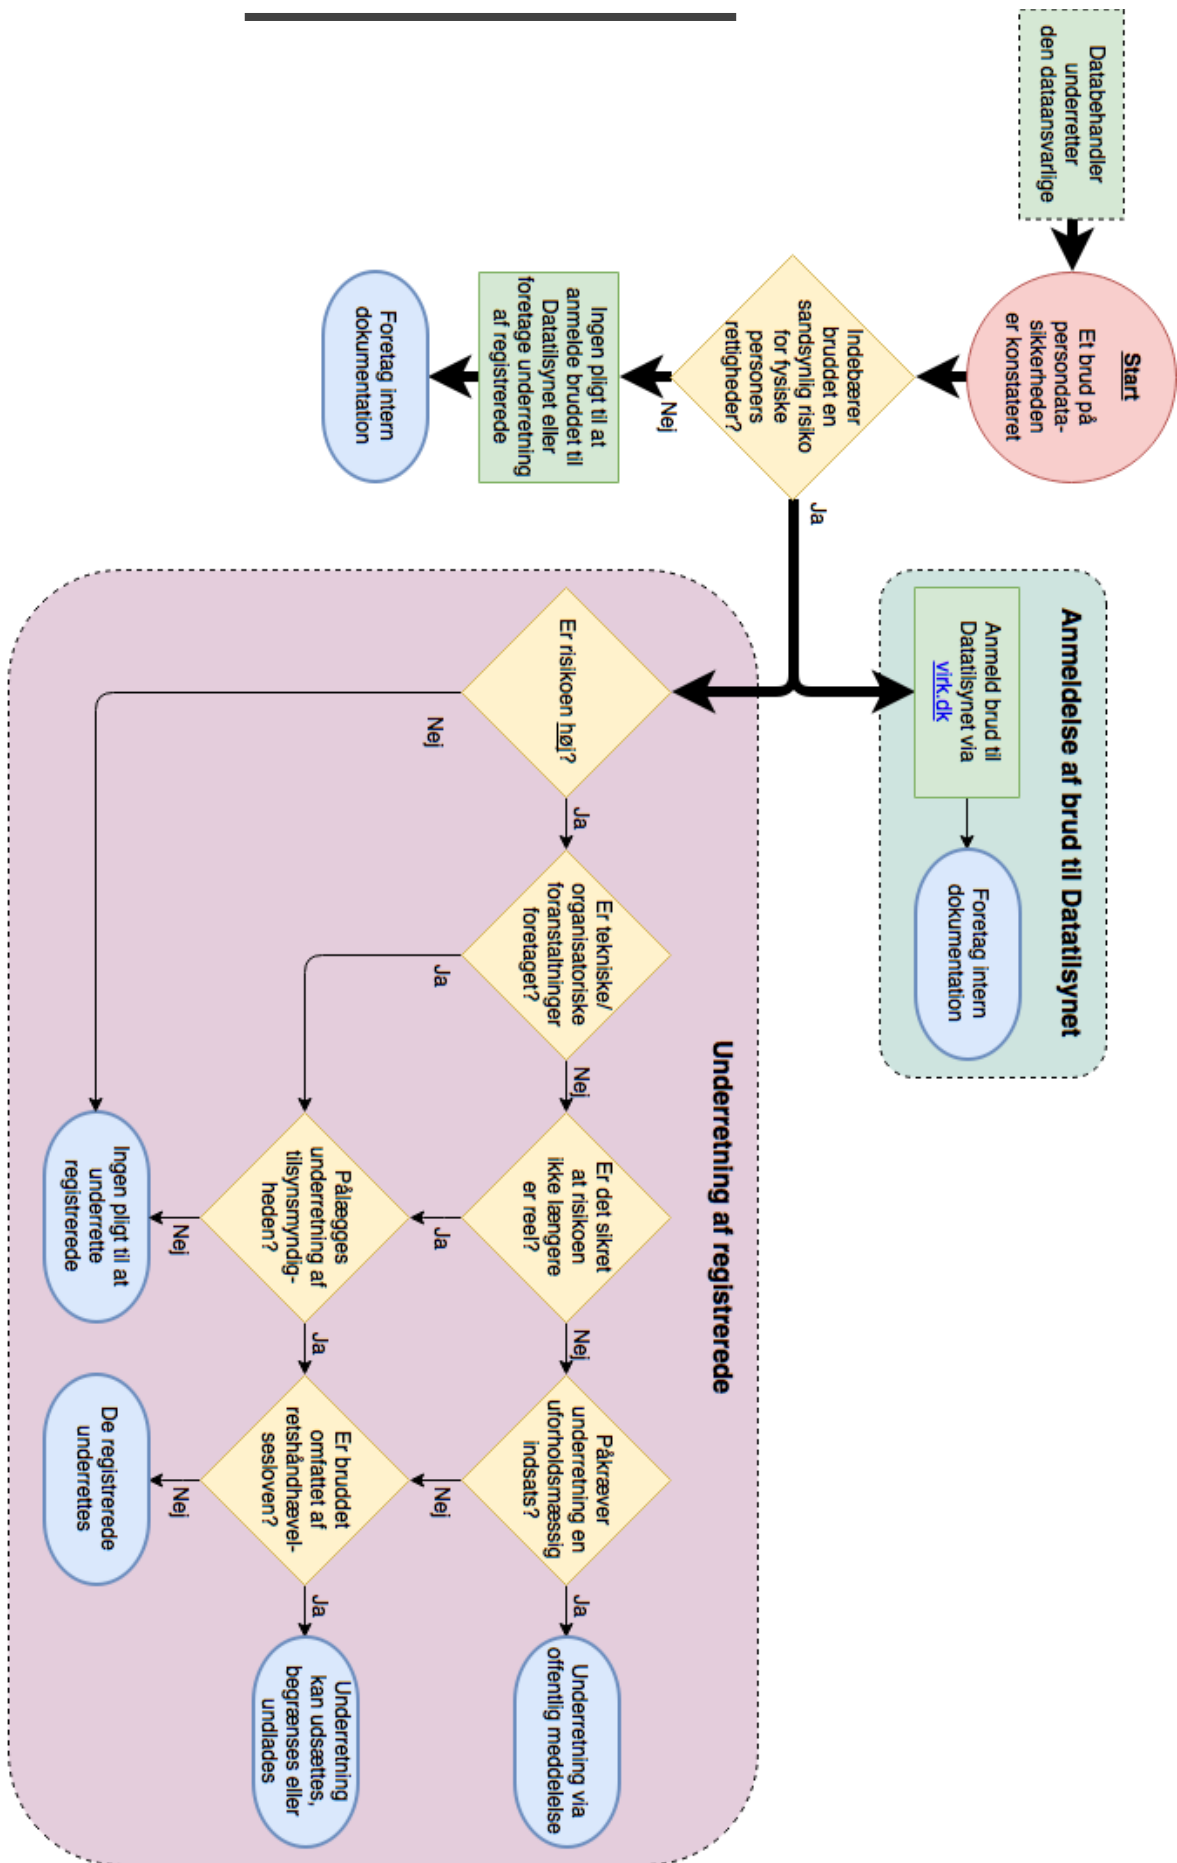 Databehandler
underretter
den dataansvarlige
Start
Et brud på
persondata-
sikkerheden
er konstateret
Indebærer
bruddet en
sandsynlig risiko
for fysiske
personers
rettigheder?
Nej
Ja
Ingen pligt til at
anmelde bruddet til
Datatilsynet eller
foretage underretning
af registrerede
Foretag intern
dokumentation
Anmeldelse af brud til Datatilsynet
Anmeld brud til
Datatilsynet via
virk.dk
Foretag intern
dokumentation
Underretning af registrerede
Er risikoen høj?
Ja
Nej
Er tekniske/
organisatoriske
foranstaltninger
foretaget?
Nej
Ja
Er det sikret
at risikoen
ikke længere
er reel?
Nej
Ja
Påkræver
underretning en
uforholdsmæssig
indsats?
Ja
Nej
Underretning via
offentlig meddelelse
Pålægges
underretning af
tilsynsmyndig-
heden?
Ja
Nej
Er bruddet
omfattet af
retshåndhævel-
sesloven?
Ja
Nej
Underretning
kan udsættes,
begrænses eller
undlades
Ingen pligt til at
underrette
registrerede
De registrerede
underrettes